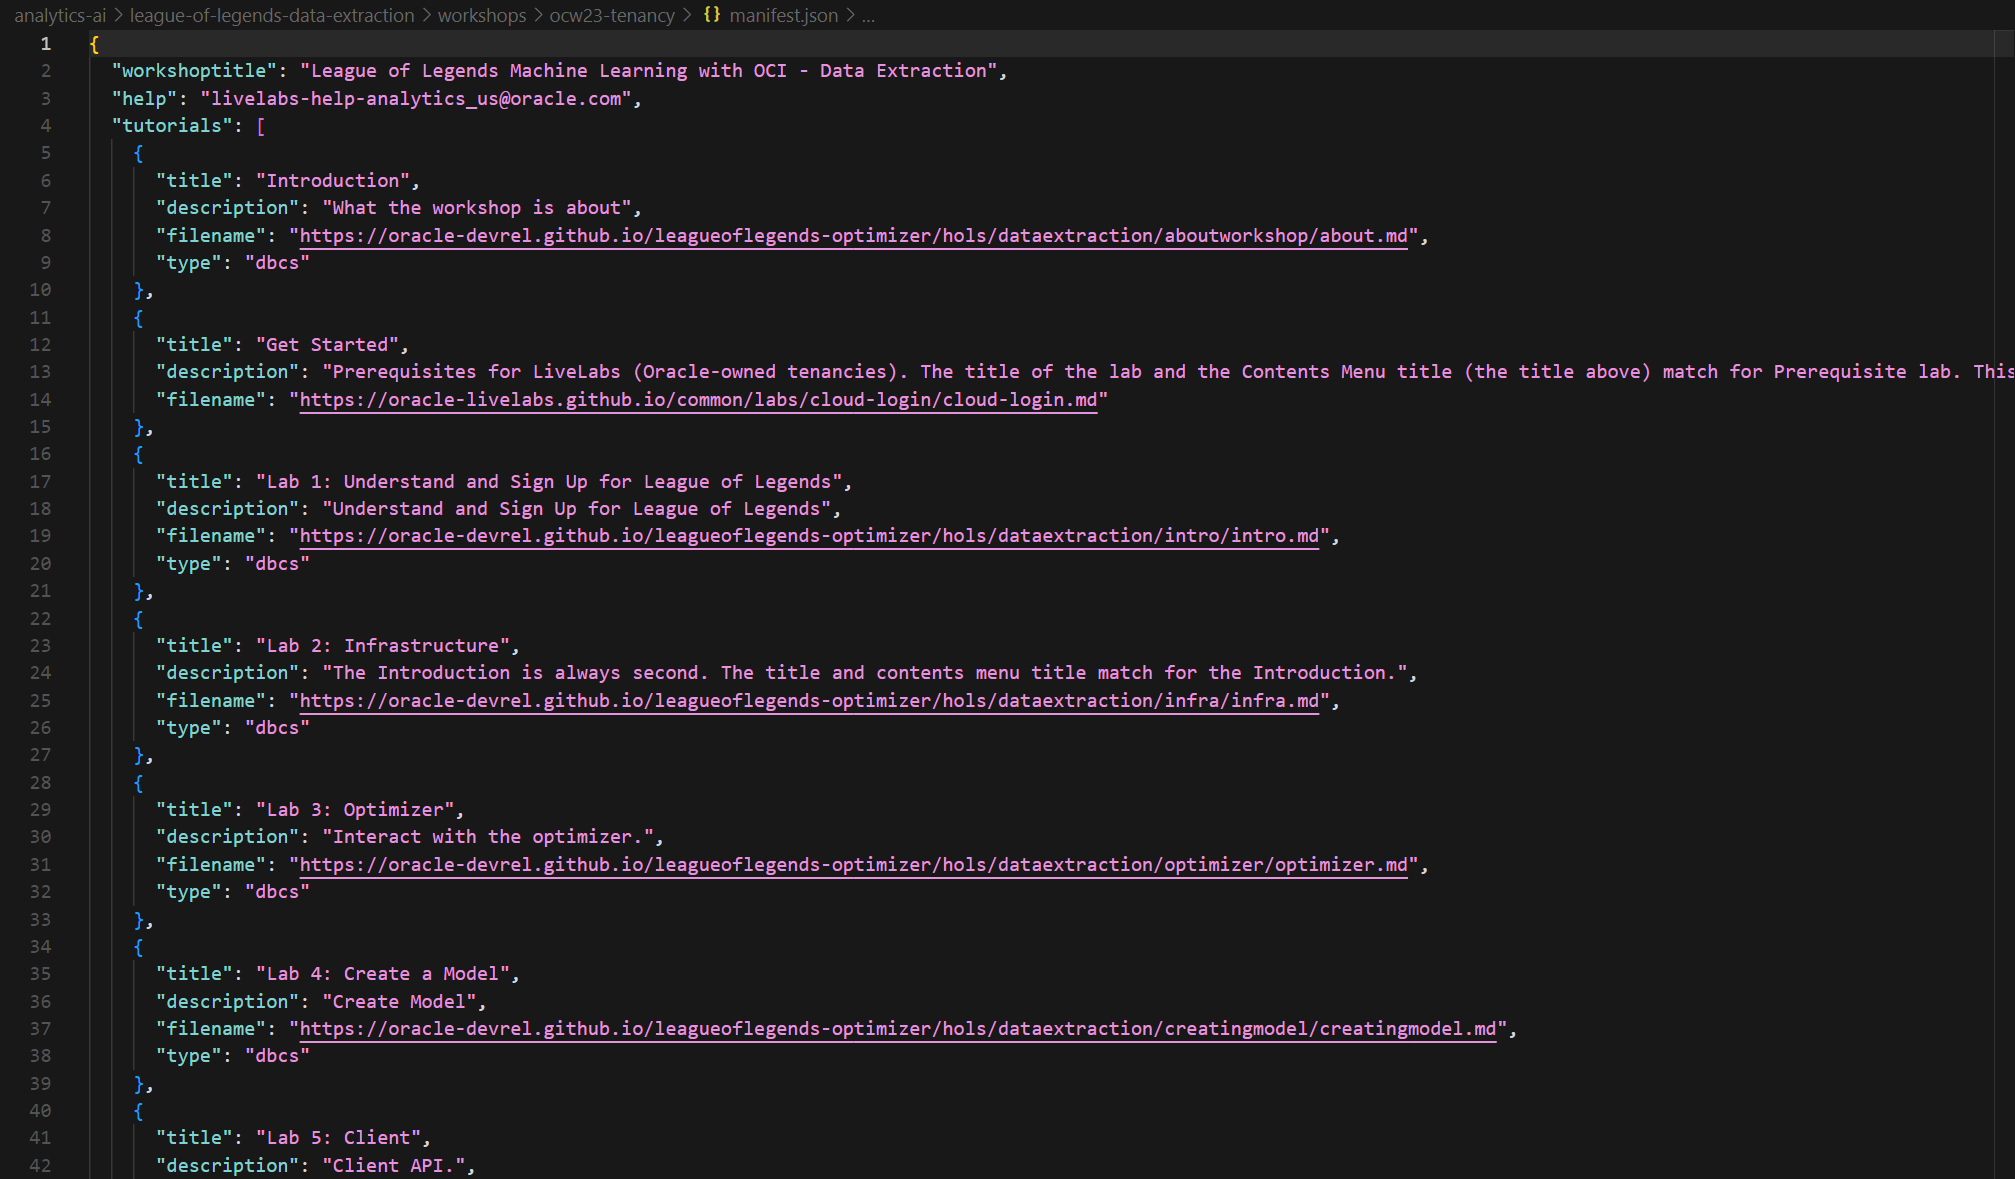 analytics-ai > league-of-legends-data-extraction > workshops > ocw23-tenancy > {} manifest.json > ...
1 {
2 "workshoptitle": "League of Legends Machine Learning with OCI - Data Extraction",
3 "help": "livelabs-help-analytics_us@oracle.com",
4 "tutorials": [
5 {
6 "title": "Introduction",
7 "description": "What the workshop is about",
8 "filename": "https://oracle-devrel.github.io/leagueoflegends-optimizer/hols/dataextraction/aboutworkshop/about.md",
9 "type": "dbcs"
10 },
11 {
12 "title": "Get Started",
13 "description": "Prerequisites for LiveLabs (Oracle-owned tenancies). The title of the lab and the Contents Menu title (the title above) match for Prerequisite lab. This
14 "filename": "https://oracle-livelabs.github.io/common/labs/cloud-login/cloud-login.md"
15 },
16 {
17 "title": "Lab 1: Understand and Sign Up for League of Legends",
18 "description": "Understand and Sign Up for League of Legends",
19 "filename": "https://oracle-devrel.github.io/leagueoflegends-optimizer/hols/dataextraction/intro/intro.md",
20 "type": "dbcs"
21 },
22 {
23 "title": "Lab 2: Infrastructure",
24 "description": "The Introduction is always second. The title and contents menu title match for the Introduction.",
25 "filename": "https://oracle-devrel.github.io/leagueoflegends-optimizer/hols/dataextraction/infra/infra.md",
26 "type": "dbcs"
27 },
28 {
29 "title": "Lab 3: Optimizer",
30 "description": "Interact with the optimizer.",
31 "filename": "https://oracle-devrel.github.io/leagueoflegends-optimizer/hols/dataextraction/optimizer/optimizer.md",
32 "type": "dbcs"
33 },
34 {
35 "title": "Lab 4: Create a Model",
36 "description": "Create Model",
37 "filename": "https://oracle-devrel.github.io/leagueoflegends-optimizer/hols/dataextraction/creatingmodel/creatingmodel.md",
38 "type": "dbcs"
39 },
40 {
41 "title": "Lab 5: Client",
42 "description": "Client API.",